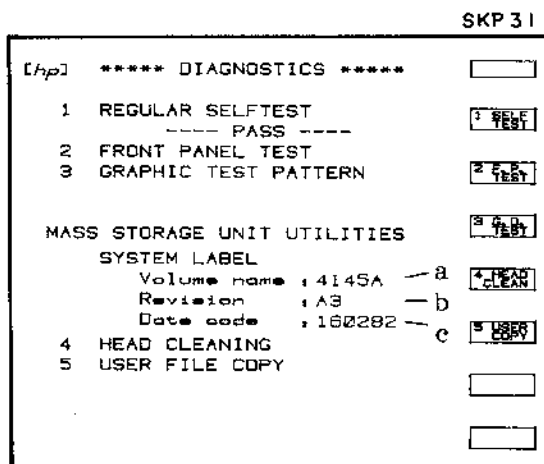 SKP 31
[hp] ***** DIAGNOSTICS *****
1 REGULAR SELFTEST
---- PASS ----
2 FRONT PANEL TEST
3 GRAPHIC TEST PATTERN
MASS STORAGE UNIT UTILITIES
SYSTEM LABEL
Volume name : 4145A a
Revision : A3 b
Date code : 160282 c
4 HEAD CLEANING
5 USER FILE COPY
1 SELF
TEST
2 F.P.
TEST
3 G.D.
TEST
4 HEAD
CLEAN
5 USER
COPY